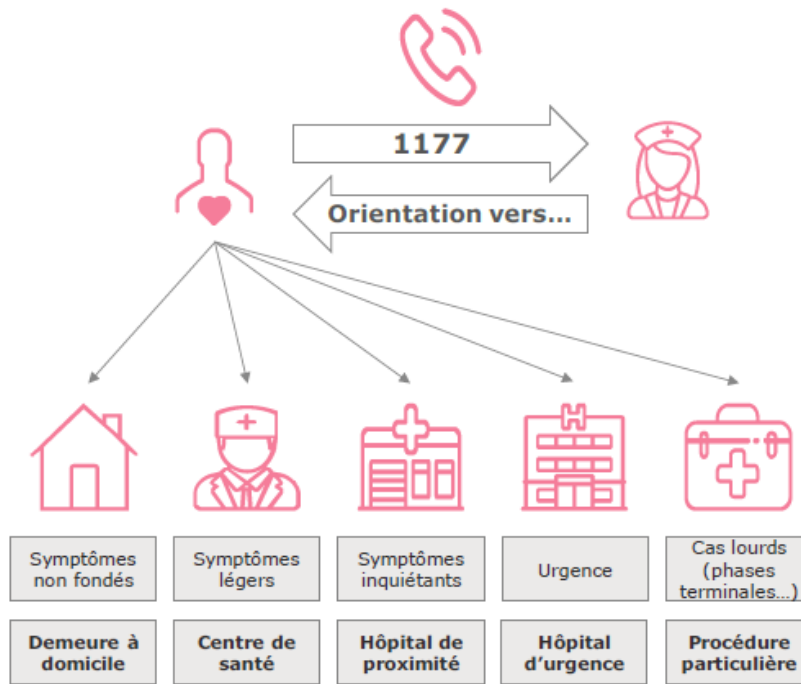 1177
Orientation vers...
H
Symptômes
non fondés
Symptômes
légers
Symptômes
inquiétants
Urgence
Cas lourds
(phases
terminales...)
Demeure à
domicile
Centre de
santé
Hôpital de
proximité
Hôpital
d'urgence
Procédure
particulière